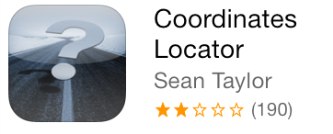 ?
Coordinates
Locator
Sean Taylor
(190)